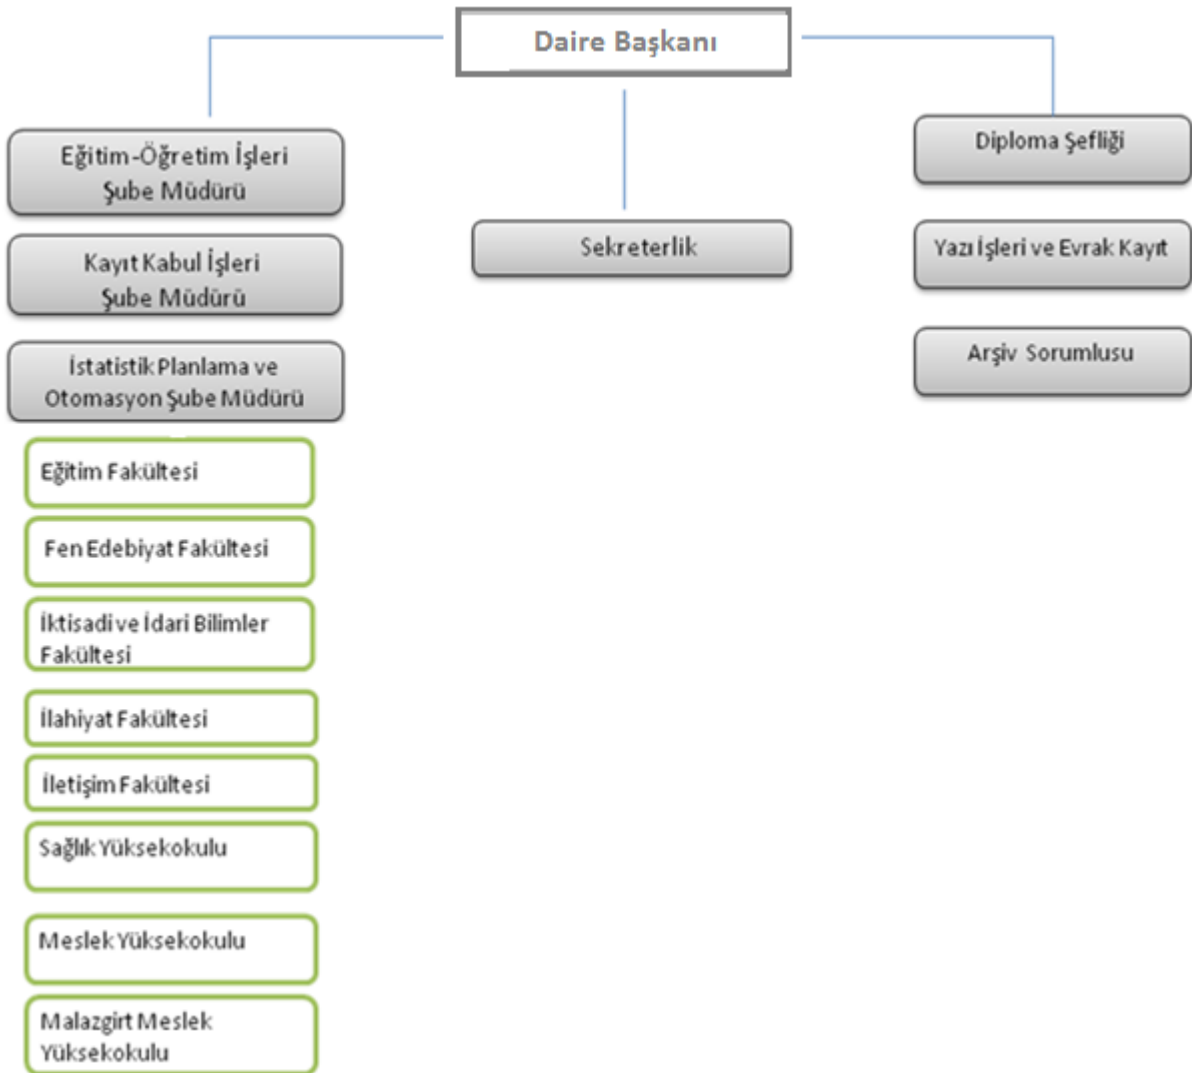 Daire Başkanı
Eğitim-Öğretim İşleri
Şube Müdürü
Kayıt Kabul İşleri
Şube Müdürü
İstatistik Planlama ve
Otomasyon Şube Müdürü
Eğitim Fakültesi
Fen Edebiyat Fakültesi
İktisadi ve İdari Bilimler
Fakültesi
İlahiyat Fakültesi
İletişim Fakültesi
Sağlık Yüksekokulu
Meslek Yüksekokulu
Malazgirt Meslek
Yüksekokulu
Sekreterlik
Diploma Şefliği
Yazı İşleri ve Evrak Kayıt
Arşiv Sorumlusu